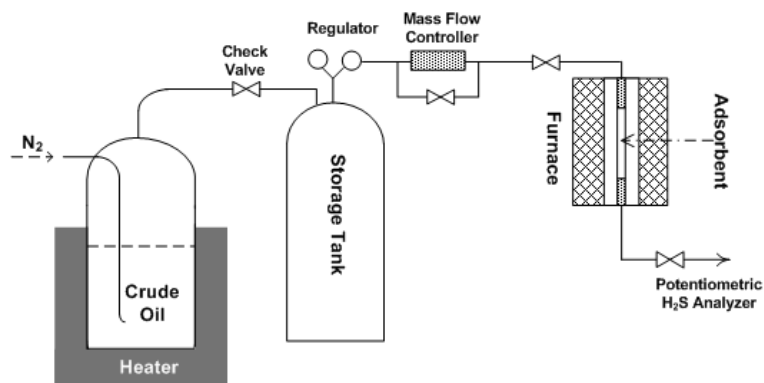 Mass Flow
Controller
Regulator
Check
Valve
N₂
Furnace
Adsorbent
Storage Tank
Crude
Oil
Heater
Potentiometric
H₂S Analyzer